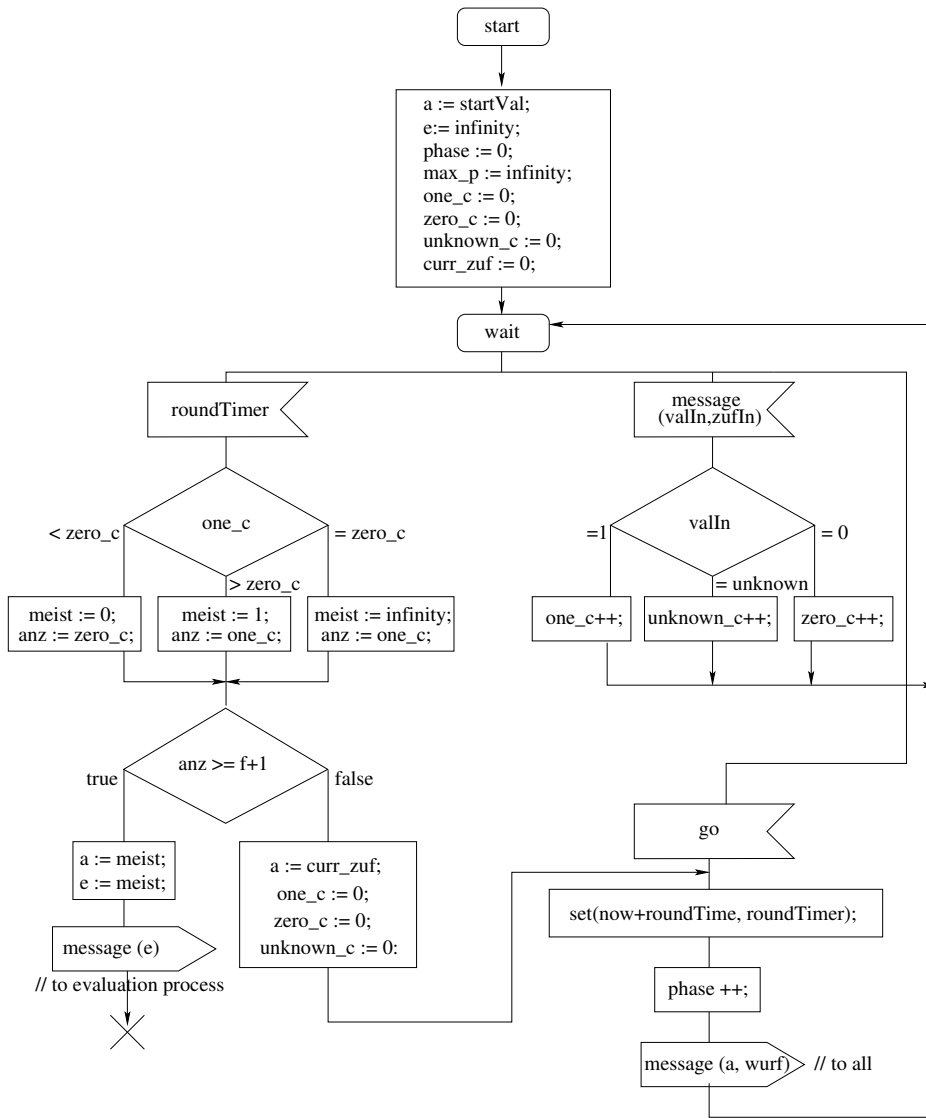 start
a := startVal;
e:= infinity;
phase := 0;
max_p := infinity;
one_c := 0;
zero_c := 0;
unknown_c := 0;
curr_zuf := 0;
wait
roundTimer
message
(valIn,zufIn)
one_c
< zero_c
= zero_c
> zero_c
valIn
=1
= 0
= unknown
meist := 0;
anz := zero_c;
meist := 1;
anz := one_c;
meist := infinity;
anz := one_c;
one_c++;
unknown_c++;
zero_c++;
anz >= f+1
true
false
go
a := meist;
e := meist;
a := curr_zuf;
one_c := 0;
zero_c := 0;
unknown_c := 0:
set(now+roundTime, roundTimer);
message (e)
// to evaluation process
phase ++;
message (a, wurf)
// to all